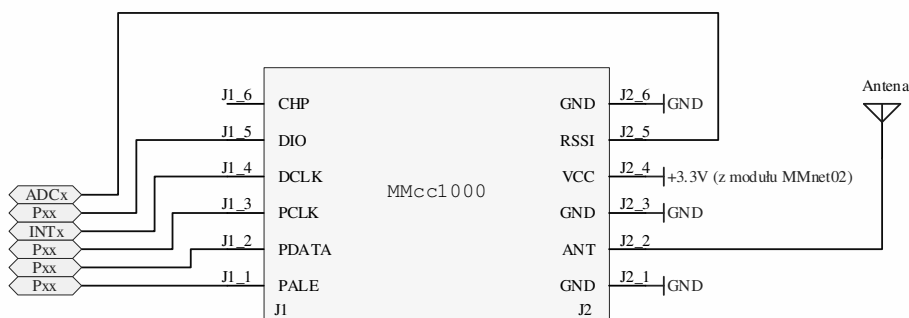 J1_6 CHP GND J2_6 GND
Antena
J1_5 DIO RSSI J2_5
J1_4 DCLK VCC J2_4 +3.3V (z modułu MMnet02)
MMcc1000
ADCx
J1_3 PCLK GND J2_3 GND
Pxx
INTx
J1_2 PDATA ANT J2_2
Pxx
Pxx
J1_1 PALE GND J2_1 GND
Pxx
J1 J2